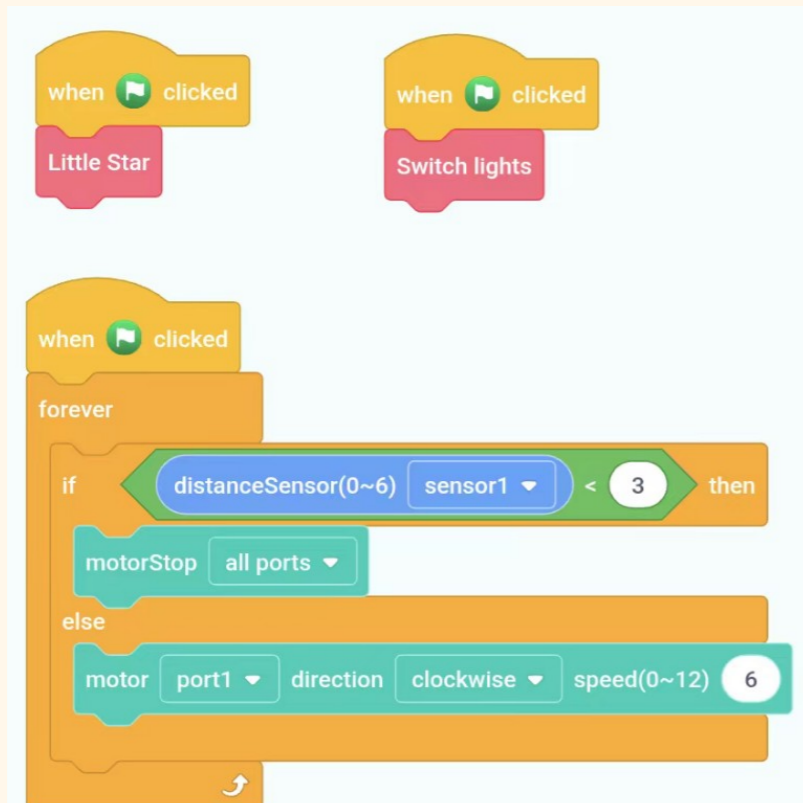 when clicked
Little Star
when clicked
Switch lights
when clicked
forever
if distanceSensor(0~6) sensor1 < 3 then
motorStop all ports
else
motor port1 direction clockwise speed(0~12) 6